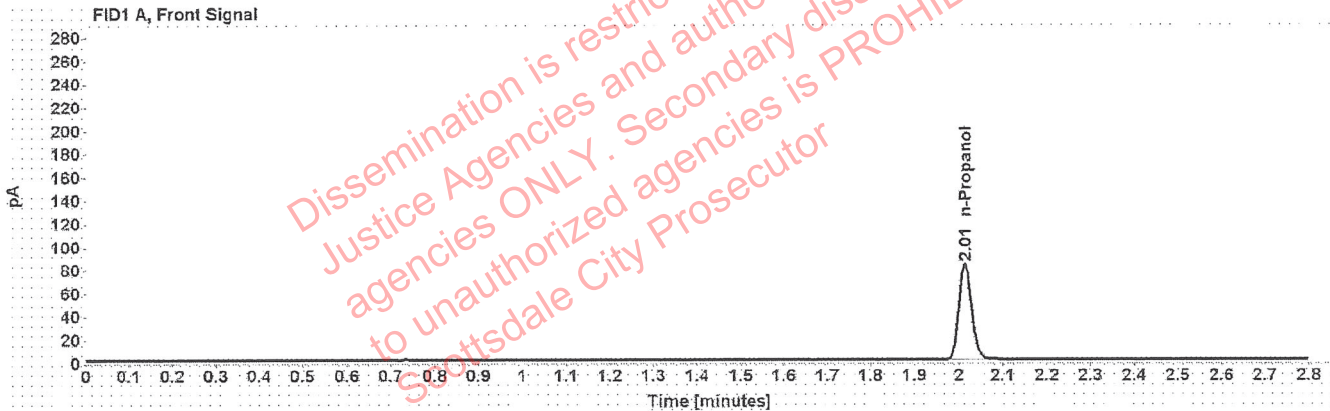 FID1 A, Front Signal
280
260
240
220
200
180
160
140
120
100
80
60
40
20
0
pA
2.01 n-Propanol
0 0.1 0.2 0.3 0.4 0.5 0.6 0.7 0.8 0.9 1 1.1 1.2 1.3 1.4 1.5 1.6 1.7 1.8 1.9 2 2.1 2.2 2.3 2.4 2.5 2.6 2.7 2.8
Time [minutes]
Dissemination is
Justice Agencies and
agencies ONLY. Secondary
to unauthorized agencies is
Scottsdale City Prosecutor